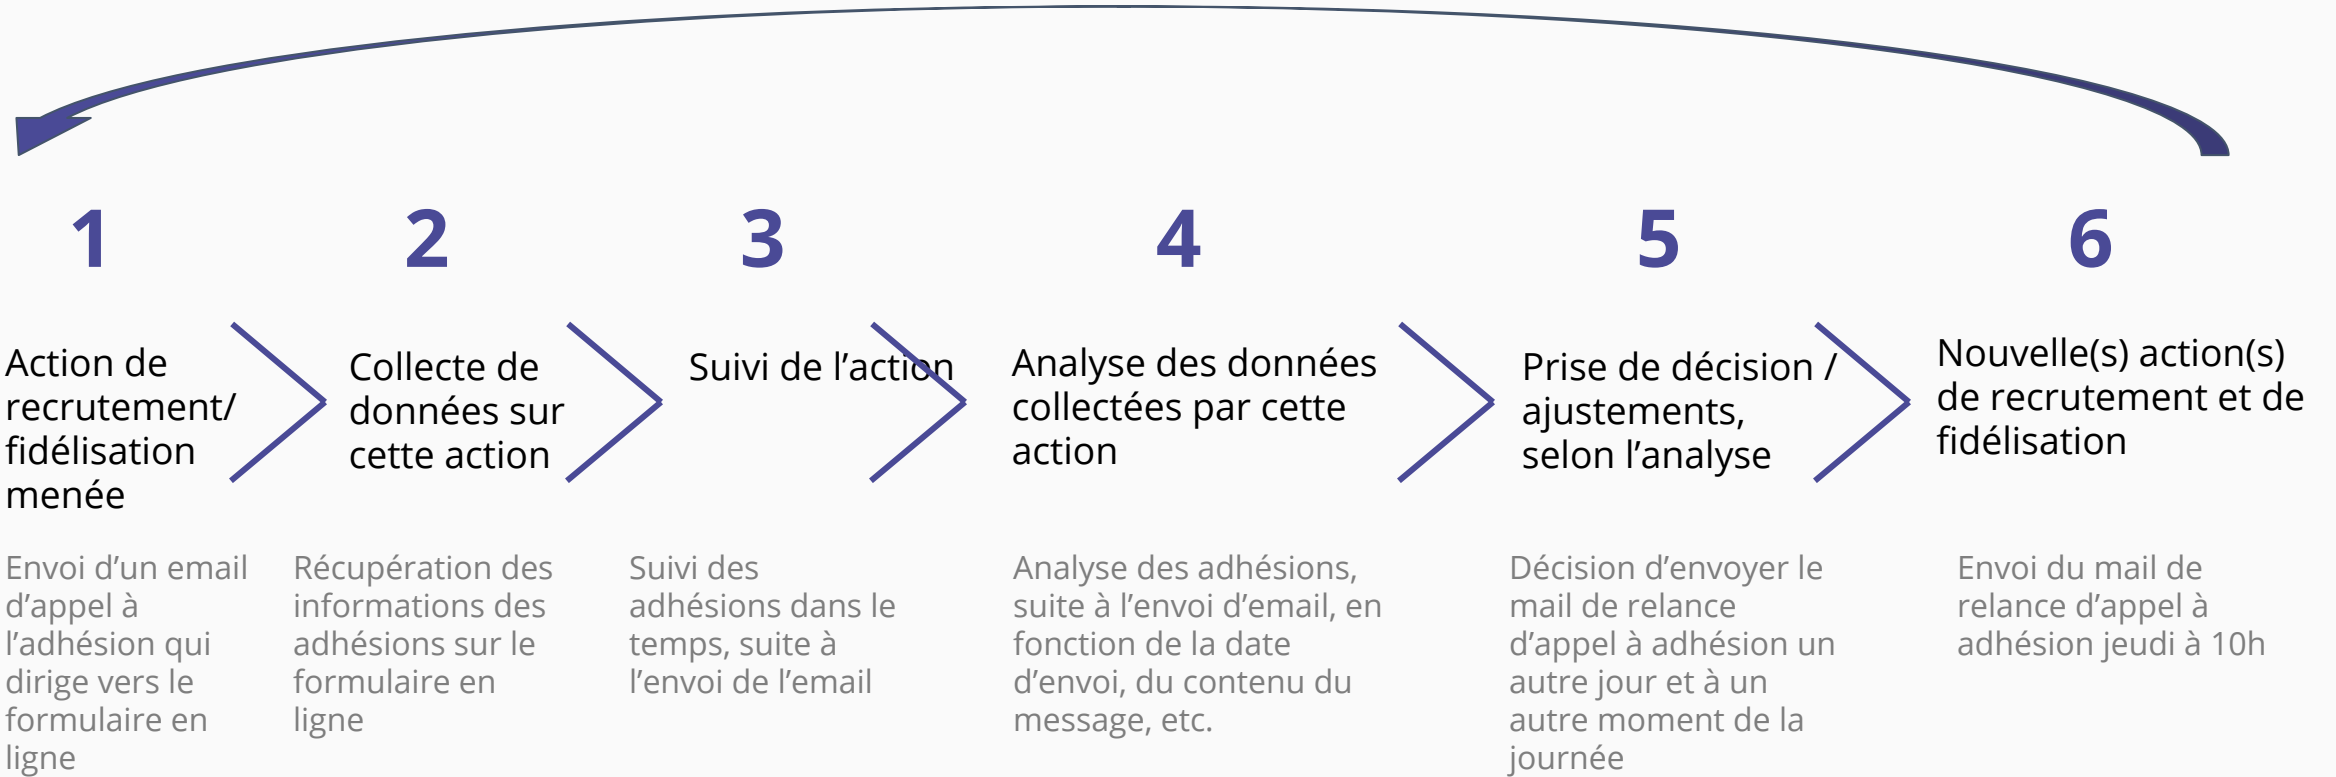 1
Action de
recrutement/
fidélisation
menée
Envoi d’un email
d’appel à
l’adhésion qui
dirige vers le
formulaire en
ligne
2
Collecte de
données sur
cette action
Récupération des
informations des
adhésions sur le
formulaire en
ligne
3
Suivi de l’action
Suivi des
adhésions dans le
temps, suite à
l’envoi de l’email
4
Analyse des données
collectées par cette
action
Analyse des adhésions,
suite à l’envoi d’email, en
fonction de la date
d’envoi, du contenu du
message, etc.
5
Prise de décision /
ajustements,
selon l’analyse
Décision d’envoyer le
mail de relance
d’appel à adhésion un
autre jour et à un
autre moment de la
journée
6
Nouvelle(s) action(s)
de recrutement et de
fidélisation
Envoi du mail de
relance d’appel à
adhésion jeudi à 10h